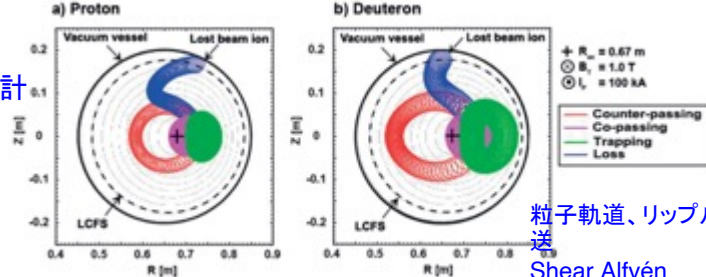 a) Proton
b) Deuteron
計
Vacuum vessel
Lost beam ion
Vacuum vessel
Lost beam ion
LCFS
LCFS
Z [m]
0.2
0.1
0
-0.1
-0.2
Z [m]
0.2
0.1
0
-0.1
-0.2
0.4 0.5 0.6 0.7 0.8 0.9
R [m]
0.4 0.5 0.6 0.7 0.8 0.9
R [m]
= 0.67 m
= 1.0 T
= 100 kA
Counter-passing
Co-passing
Trapping
Loss
粒子軌道、リップル
送
Shear Alfvén